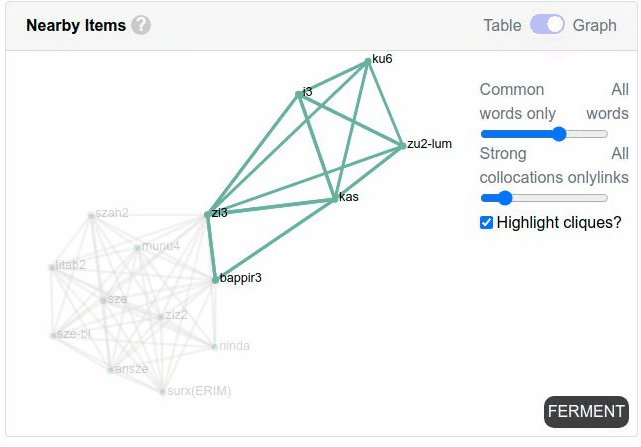 Nearby Items ?
Table Graph
Common All
words only words
Strong All
collocations only links
Highlight cliques?
ku6
i3
zu2-lum
kas
zi3
szah2
munu4
titab2
bappir3
sze
ziz2
sze-bi
ninda
ansze
surx(ERIM)
FERMENT